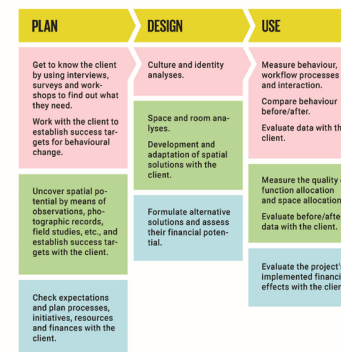 PLAN
Get to know the client
by using interviews,
surveys and work-
shops to find out what
they need.
Work with the client to
establish success tar-
gets for behavioural
change.
Uncover spatial po-
tential by means of
observations, pho-
tographic records,
field studies, etc., and
establish success tar-
gets with the client.
Check expectations
and plan processes,
initiatives, resources
and finances with the
client.
DESIGN
Culture and identity
analyses.
Space and room ana-
lyses.
Development and
adaptation of spatial
solutions with the
client.
Formulate alternative
solutions and assess
their financial poten-
tial.
USE
Measure behaviour,
workflow processes
and interaction.
Compare behaviour
before/after.
Evaluate data with
client.
Measure the quality
function allocation
and space allocation
Evaluate before/after
data with the client.
Evaluate the project's
implemented
effects with the